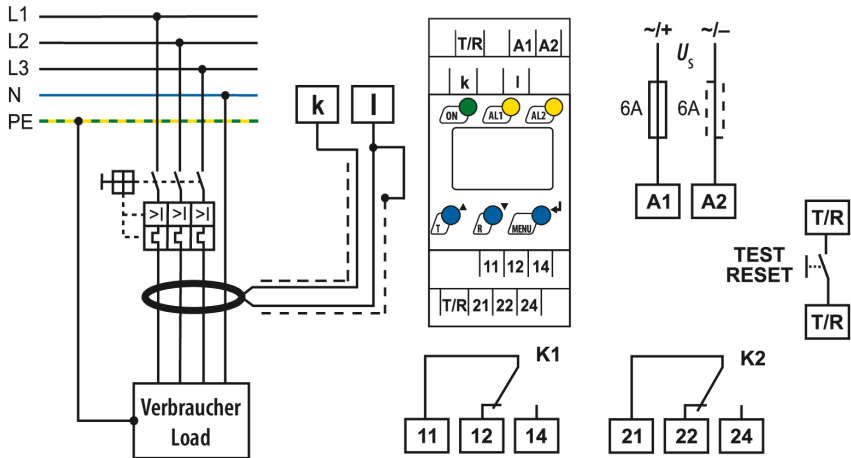 L1
L2
L3
N
PE
>I >I >I
Verbraucher
Load
k l
T/R A1 A2
k l
ON AL1 AL2
T R MENU
11 12 14
T/R 21 22 24
~/+ ~/–
Us
6A 6A
A1 A2
T/R
TEST
RESET
T/R
K1
11 12 14
K2
21 22 24